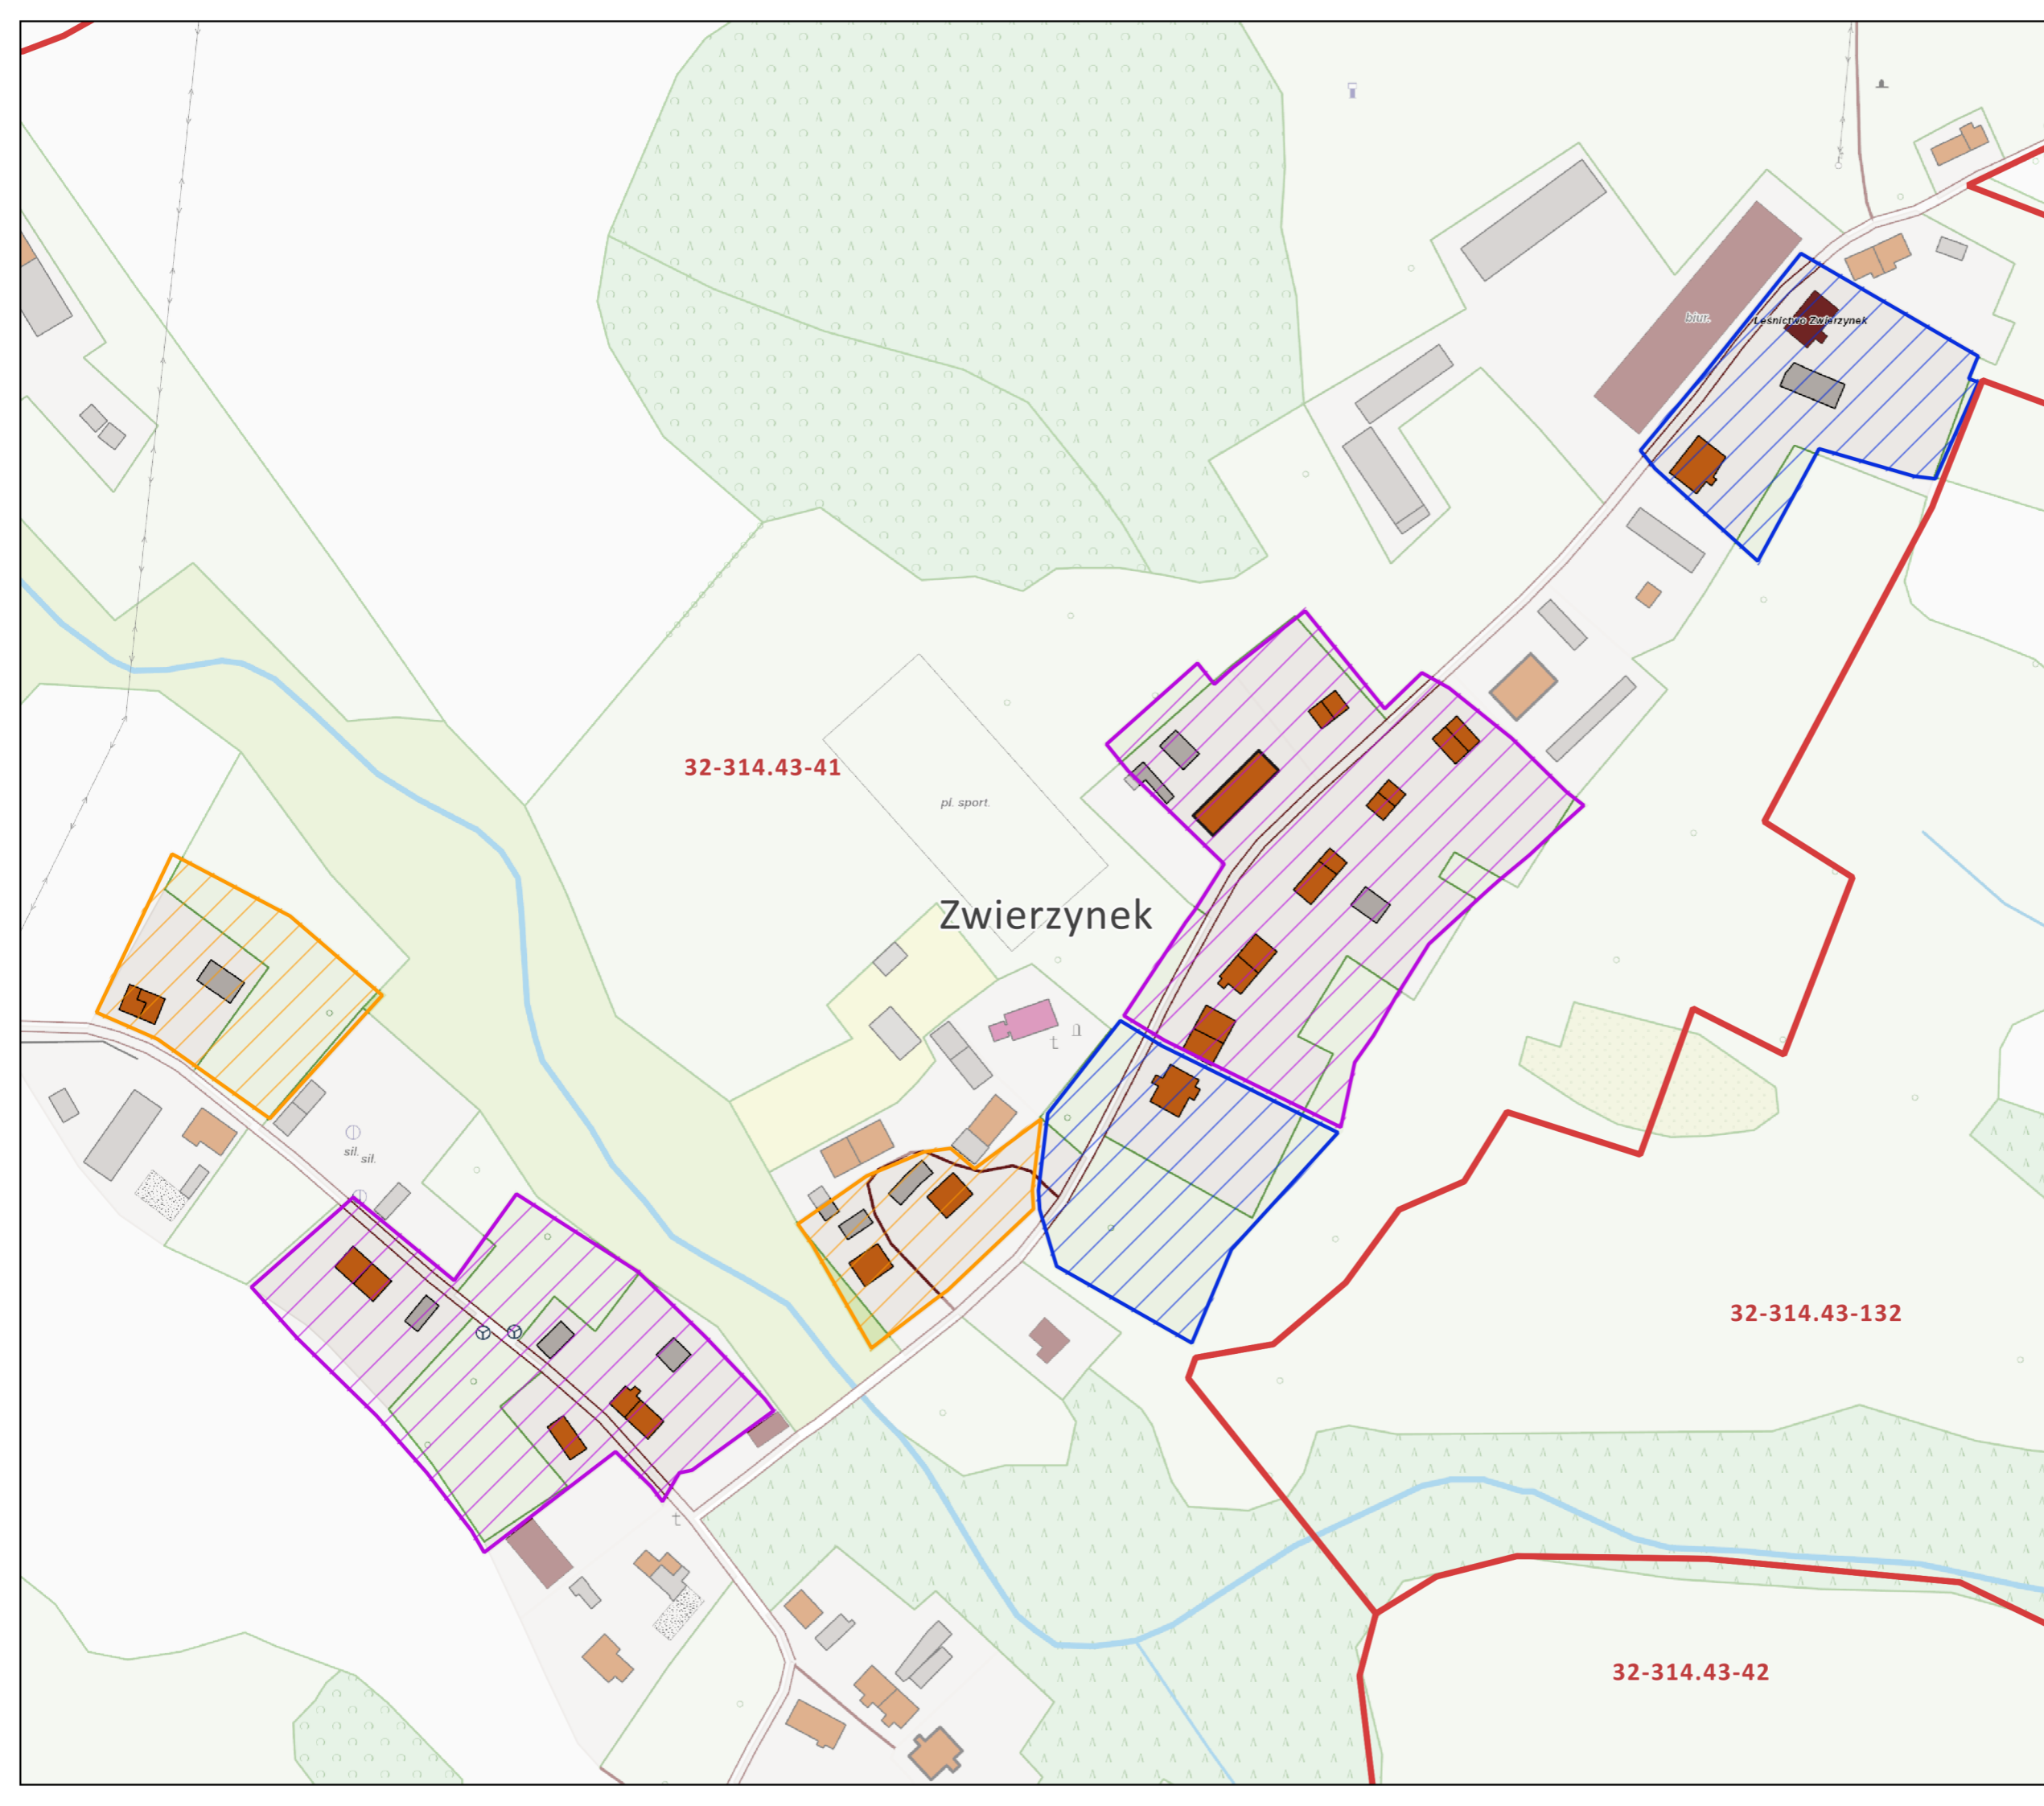 biur.
Leśnictwo Zwierzynek
32-314.43-41
pl. sport.
Zwierzynek
sil.
sil.
32-314.43-132
32-314.43-42